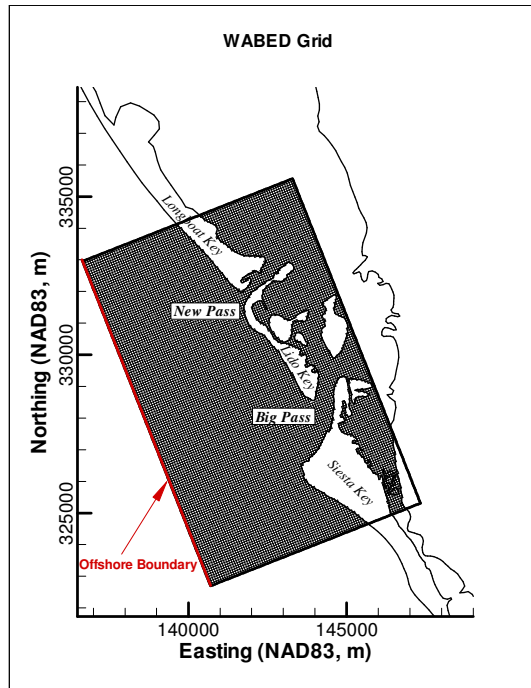 WABED Grid
Northing (NAD83, m)
335000
330000
325000
Longboat Key
New Pass
Lido Key
Big Pass
Siesta Key
Offshore Boundary
140000
145000
Easting (NAD83, m)